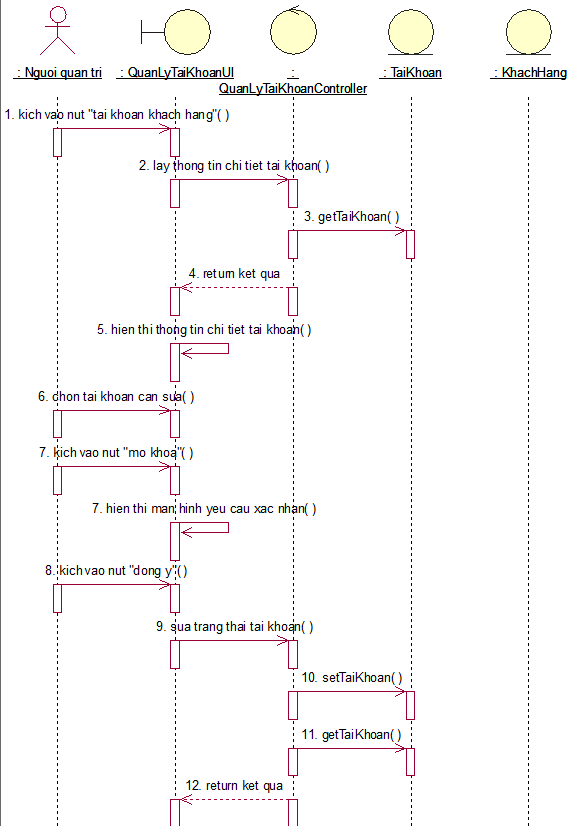 : Nguoi quan tri : QuanLyTaiKhoanUI : : TaiKhoan : KhachHang
QuanLyTaiKhoanController
1. kich vao nut "tai khoan khach hang"( )
2. lay thong tin chi tiet tai khoan( )
3. getTaiKhoan( )
4. return ket qua
5. hien thi thong tin chi tiet tai khoan( )
6. chon tai khoan can sua( )
7. kich vao nut "mo khoa"( )
7. hien thi man hinh yeu cau xac nhan( )
8. kich vao nut "dong y"( )
9. sua trang thai tai khoan( )
10. setTaiKhoan( )
11. getTaiKhoan( )
12. return ket qua